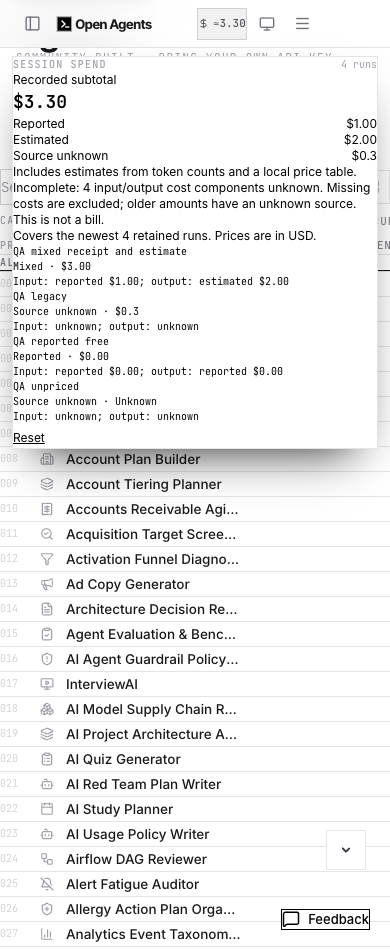 Open Agents
$ ≈3.30
SESSION SPEND
4 runs
Recorded subtotal
$3.30
Reported
$1.00
Estimated
$2.00
Source unknown
$0.3
Includes estimates from token counts and a local price table.
Incomplete: 4 input/output cost components unknown. Missing
costs are excluded; older amounts have an unknown source.
This is not a bill.
Covers the newest 4 retained runs. Prices are in USD.
QA mixed receipt and estimate
Mixed · $3.00
Input: reported $1.00; output: estimated $2.00
QA legacy
Source unknown · $0.3
Input: unknown; output: unknown
QA reported free
Reported · $0.00
Input: reported $0.00; output: reported $0.00
QA unpriced
Source unknown · Unknown
Input: unknown; output: unknown
Reset
008 Account Plan Builder
009 Account Tiering Planner
010 Accounts Receivable Agi...
011 Acquisition Target Scree...
012 Activation Funnel Diagno...
013 Ad Copy Generator
014 Architecture Decision Re...
015 Agent Evaluation & Benc...
016 AI Agent Guardrail Policy...
017 InterviewAI
018 AI Model Supply Chain R...
019 AI Project Architecture A...
020 AI Quiz Generator
021 AI Red Team Plan Writer
022 AI Study Planner
023 AI Usage Policy Writer
024 Airflow DAG Reviewer
025 Alert Fatigue Auditor
026 Allergy Action Plan Orga...
027 Analytics Event Taxonom...
Feedback